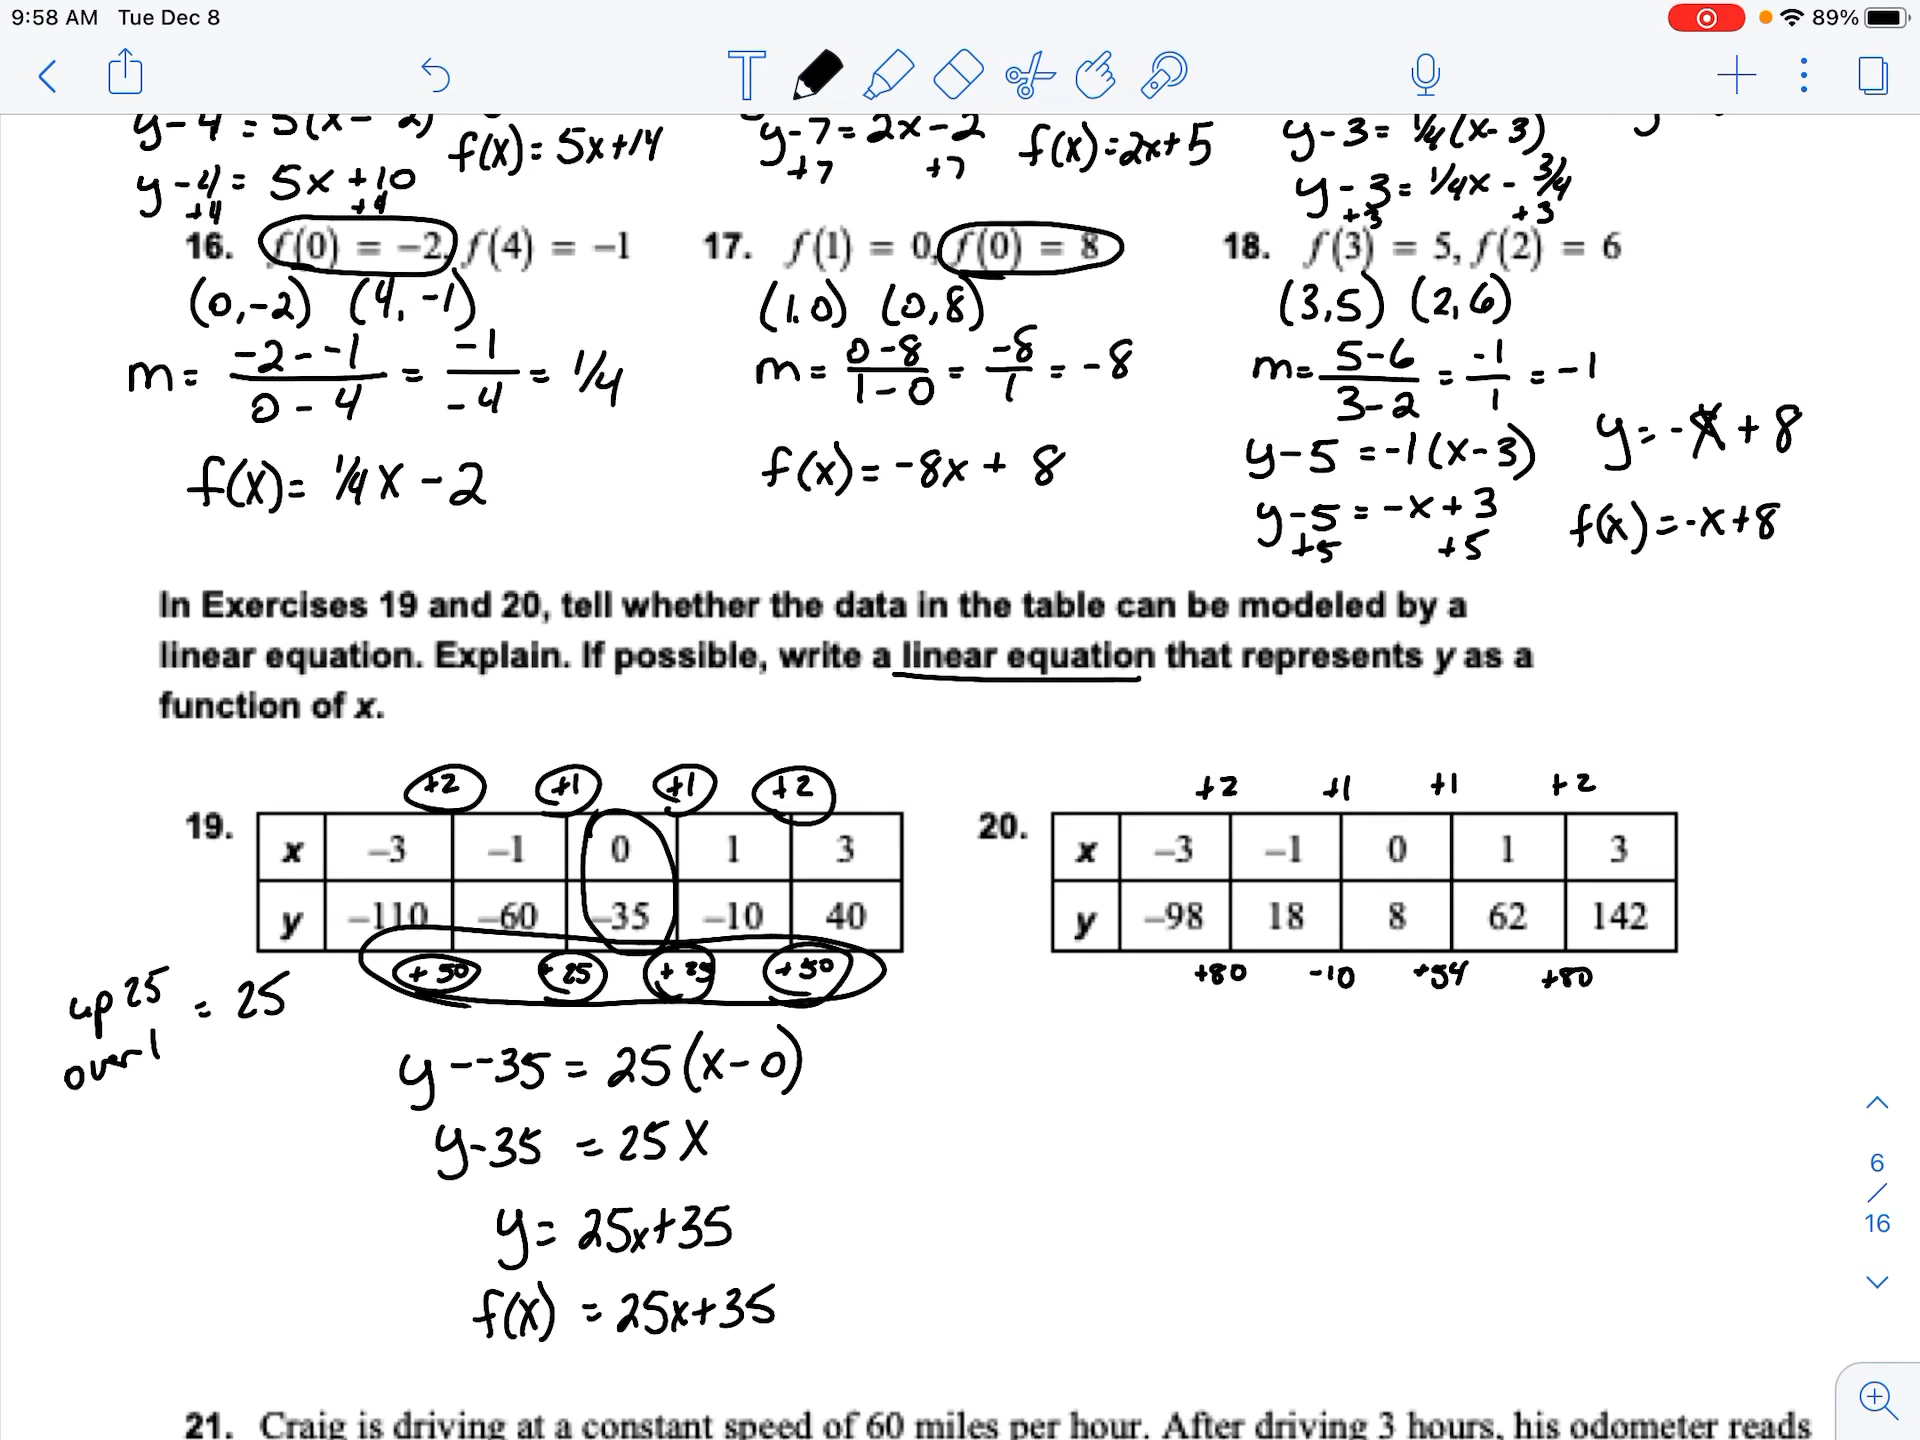 9:58 AM Tue Dec 8
89%
T
y-4 = 5(x- 2) f(x)= 5x+14
y-4= 5x+10
+4 +4
y-7=2x-2 f(x)=2x+5
+7 +7
y-3= 1/4(x-3)
y-3= 1/4x - 3/4
+3 +3
16. f(0) = −2, f(4) = −1
(0,-2) (4,-1)
m= -2--1 / 0-4 = -1/-4 = 1/4
f(x)= 1/4x-2
17. f(1) = 0, f(0) = 8
(1,0) (0,8)
m= 0-8 / 1-0 = -8/1 = -8
f(x)=-8x+8
18. f(3) = 5, f(2) = 6
(3,5) (2,6)
m= 5-6 / 3-2 = -1/1 = -1
y-5=-1(x-3) y=-x+8
y-5=-x+3 f(x)=-x+8
+5 +5
In Exercises 19 and 20, tell whether the data in the table can be modeled by a
linear equation. Explain. If possible, write a linear equation that represents y as a
function of x.
+2 +1 +1 +2
19. x −3 −1 0 1 3
y −110 −60 −35 −10 40
+50 +25 +25 +50
up 25
over 1
= 25
y--35=25(x-0)
y-35 =25x
y= 25x+35
f(x) = 25x+35
+2 +1 +1 +2
20. x −3 −1 0 1 3
y −98 18 8 62 142
+80 -10 +54 +80
6
/
16
21. Craig is driving at a constant speed of 60 miles per hour. After driving 3 hours, his odometer reads